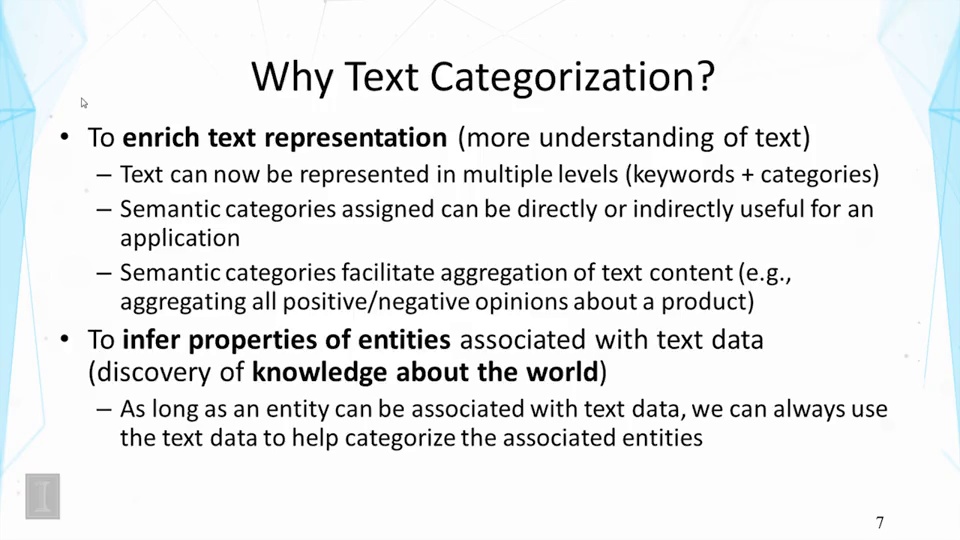 Why Text Categorization?
• To enrich text representation (more understanding of text)
– Text can now be represented in multiple levels (keywords + categories)
– Semantic categories assigned can be directly or indirectly useful for an
application
– Semantic categories facilitate aggregation of text content (e.g.,
aggregating all positive/negative opinions about a product)
• To infer properties of entities associated with text data
(discovery of knowledge about the world)
– As long as an entity can be associated with text data, we can always use
the text data to help categorize the associated entities
I
7